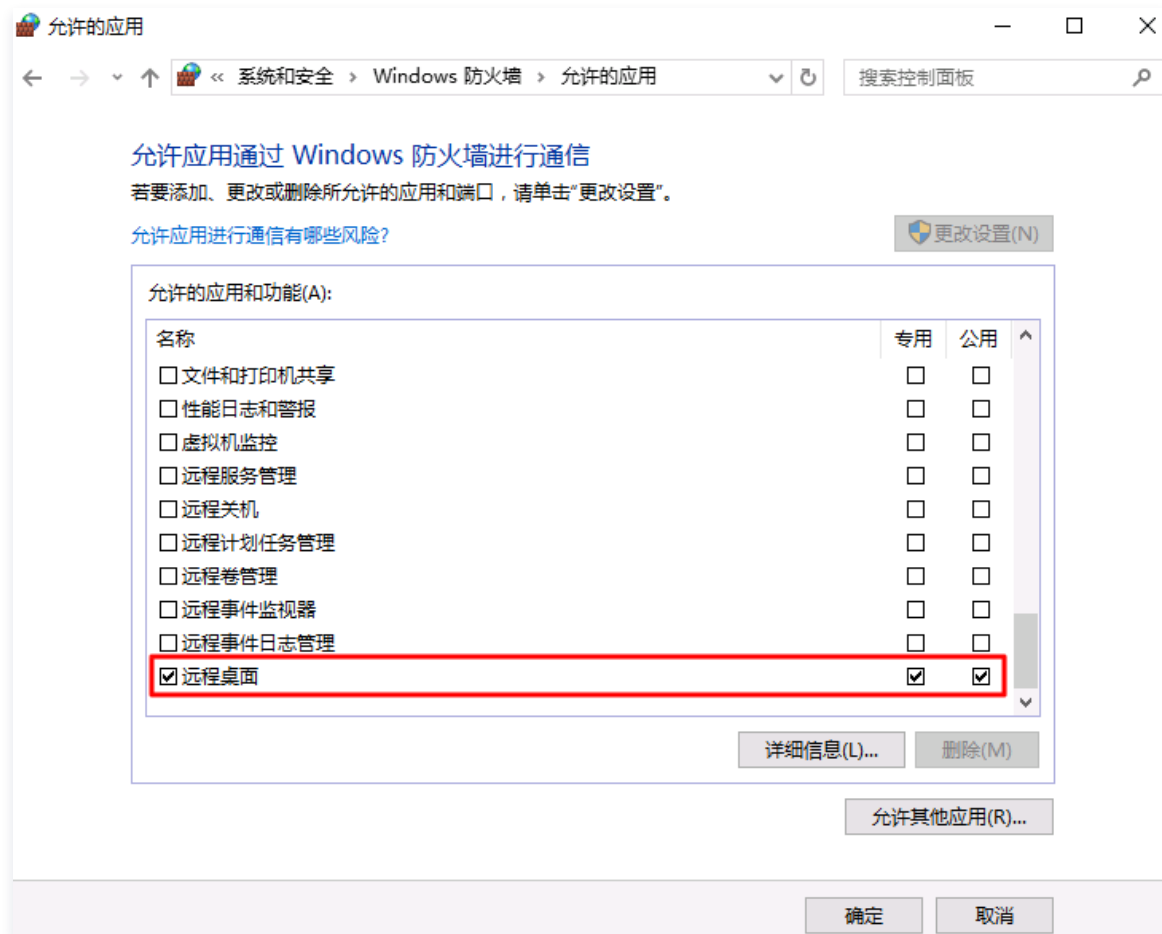 允许的应用
« 系统和安全 › Windows 防火墙 › 允许的应用
搜索控制面板
允许应用通过 Windows 防火墙进行通信
若要添加、更改或删除所允许的应用和端口，请单击“更改设置”。
允许应用进行通信有哪些风险?
更改设置(N)
允许的应用和功能(A):
名称 专用 公用
文件和打印机共享
性能日志和警报
虚拟机监控
远程服务管理
远程关机
远程计划任务管理
远程卷管理
远程事件监视器
远程事件日志管理
远程桌面
详细信息(L)... 删除(M)
允许其他应用(R)...
确定 取消